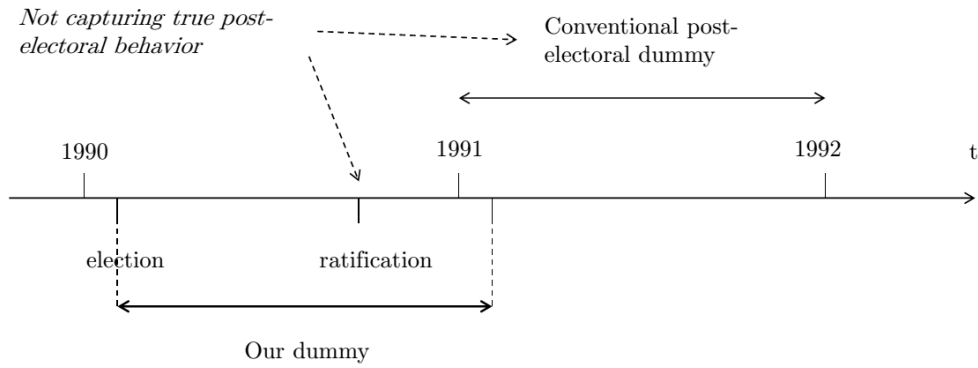 Not capturing true post-
electoral behavior
Conventional post-
electoral dummy
1990
1991
1992
t
election
ratification
Our dummy